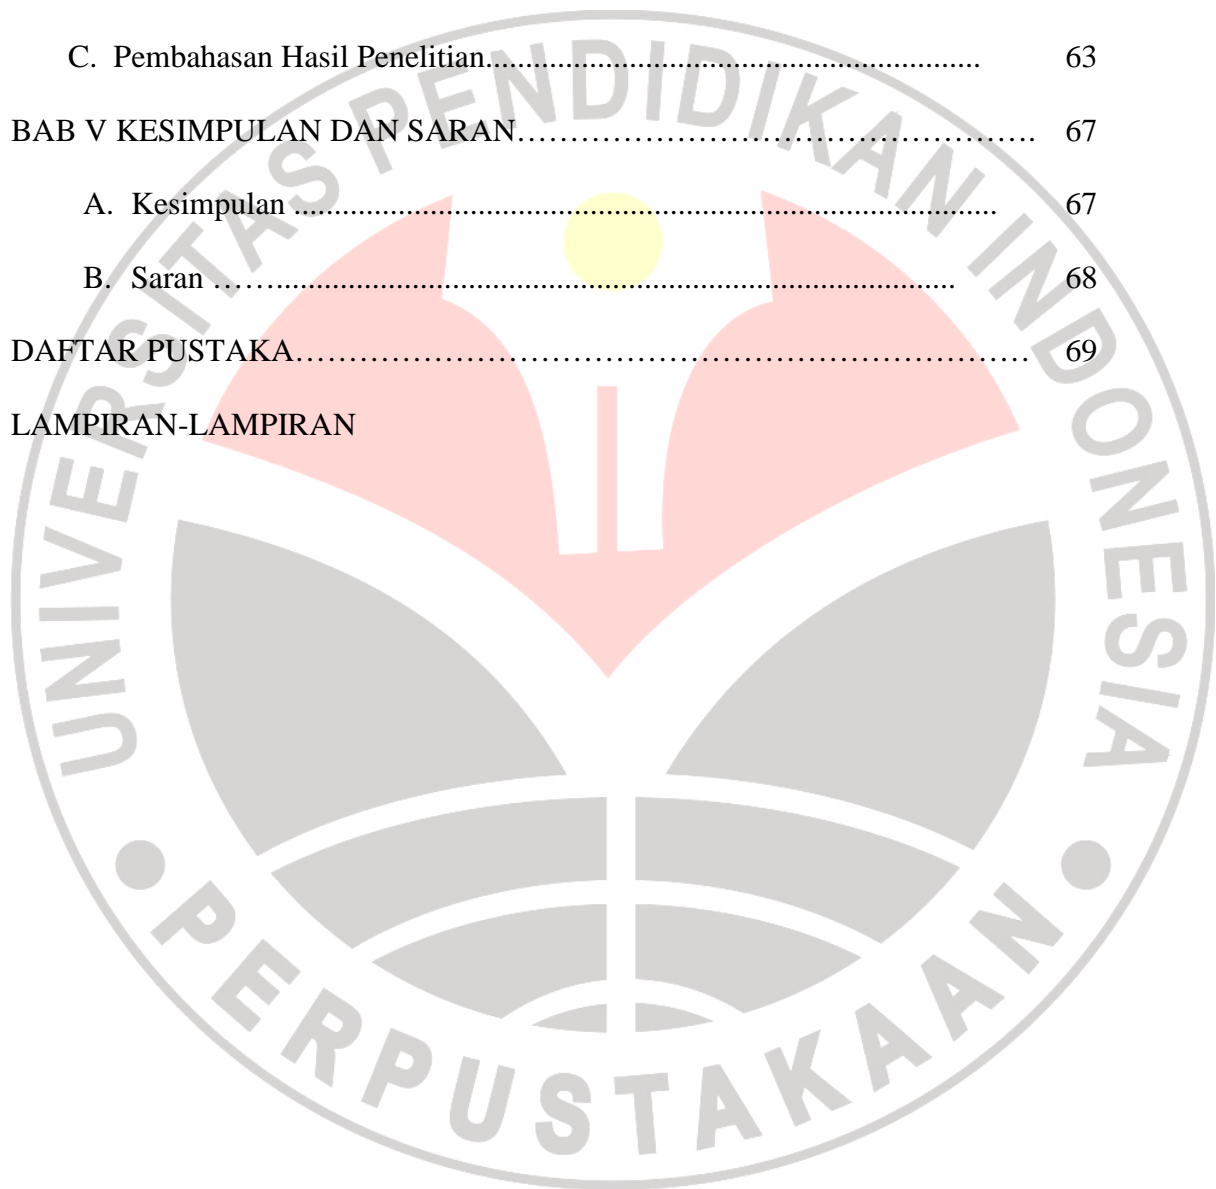 C. Pembahasan Hasil Penelitian.............................................................. 63
BAB V KESIMPULAN DAN SARAN………………………………………… 67
A. Kesimpulan ....................................................................................... 67
B. Saran ……..................................................................................... 68
DAFTAR PUSTAKA…………………………………………………………… 69
LAMPIRAN-LAMPIRAN
UNIVERSITAS PENDIDIKAN INDONESIA
PERPUSTAKAAN